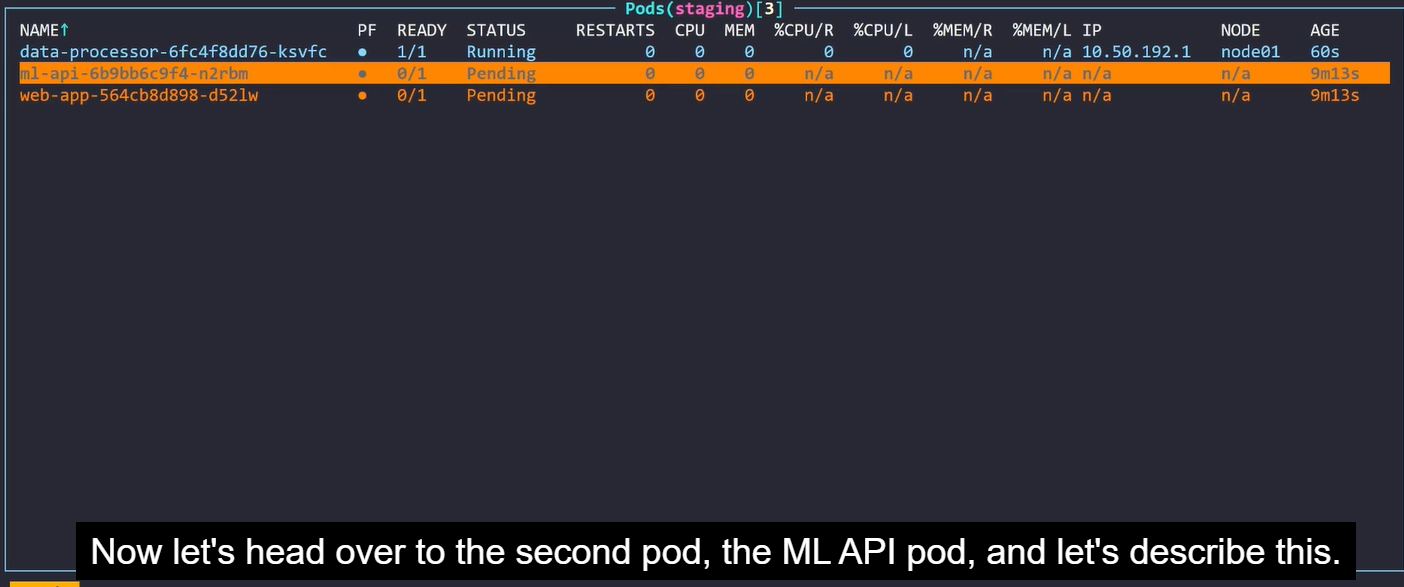 Pods(staging)[3]
NAME↑ PF READY STATUS RESTARTS CPU MEM %CPU/R %CPU/L %MEM/R %MEM/L IP NODE AGE
data-processor-6fc4f8dd76-ksvfc ● 1/1 Running 0 0 0 0 0 n/a n/a 10.50.192.1 node01 60s
ml-api-6b9bb6c9f4-n2rbm ● 0/1 Pending 0 0 0 n/a n/a n/a n/a n/a n/a 9m13s
web-app-564cb8d898-d52lw ● 0/1 Pending 0 0 0 n/a n/a n/a n/a n/a n/a 9m13s
Now let's head over to the second pod, the ML API pod, and let's describe this.